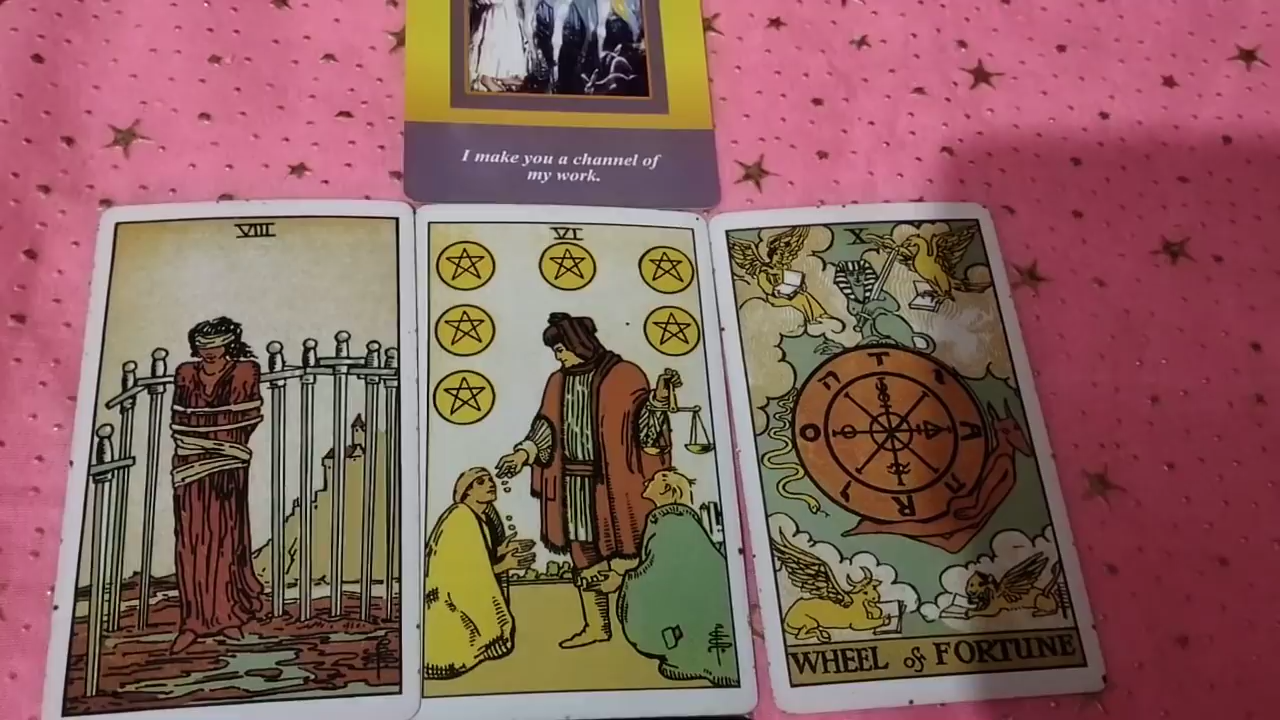 I make you a channel of
my work.
VIII
VI
X
WHEEL of FORTUNE